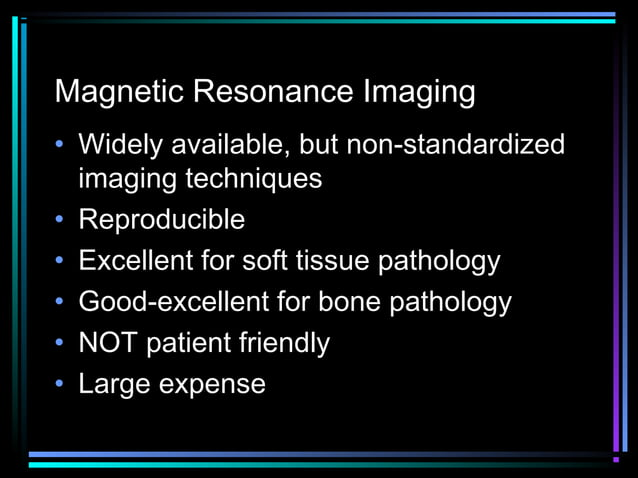 Magnetic Resonance Imaging
• Widely available, but non-standardized
imaging techniques
• Reproducible
• Excellent for soft tissue pathology
• Good-excellent for bone pathology
• NOT patient friendly
• Large expense